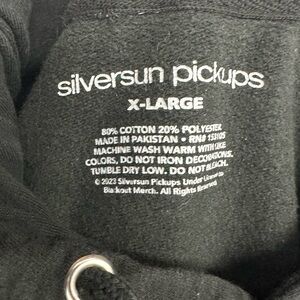 silversun pickups
X-LARGE
80% COTTON 20% POLYESTER
MADE IN PAKISTAN • RN# 153105
MACHINE WASH WARM WITH LIKE
COLORS, DO NOT IRON DECORATIONS.
TUMBLE DRY LOW. DO NOT BLEACH.
© 2023 Silversun Pickups Under License to
Blackout Merch. All Rights Reserved.